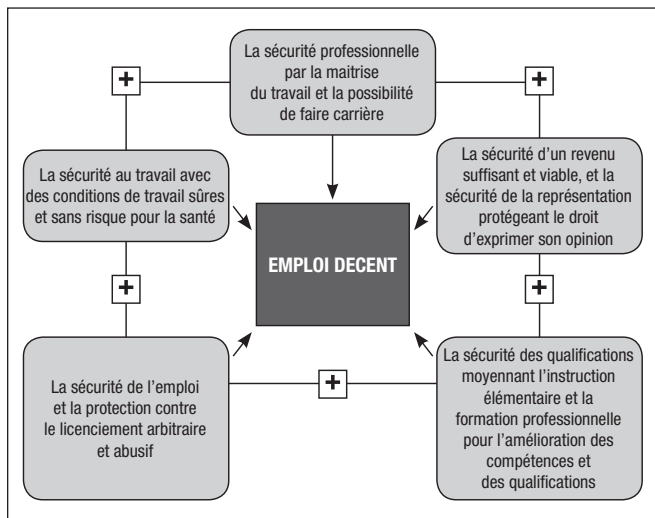 La sécurité professionnelle
par la maitrise
du travail et la possibilité
de faire carrière
+
+
La sécurité au travail avec
des conditions de travail sûres
et sans risque pour la santé
La sécurité d'un revenu
suffisant et viable, et la
sécurité de la représentation
protégeant le droit
d'exprimer son opinion
EMPLOI DECENT
+
+
La sécurité de l'emploi
et la protection contre
le licenciement arbitraire
et abusif
+
La sécurité des qualifications
moyennant l'instruction
élémentaire et la
formation professionnelle
pour l'amélioration des
compétences et
des qualifications